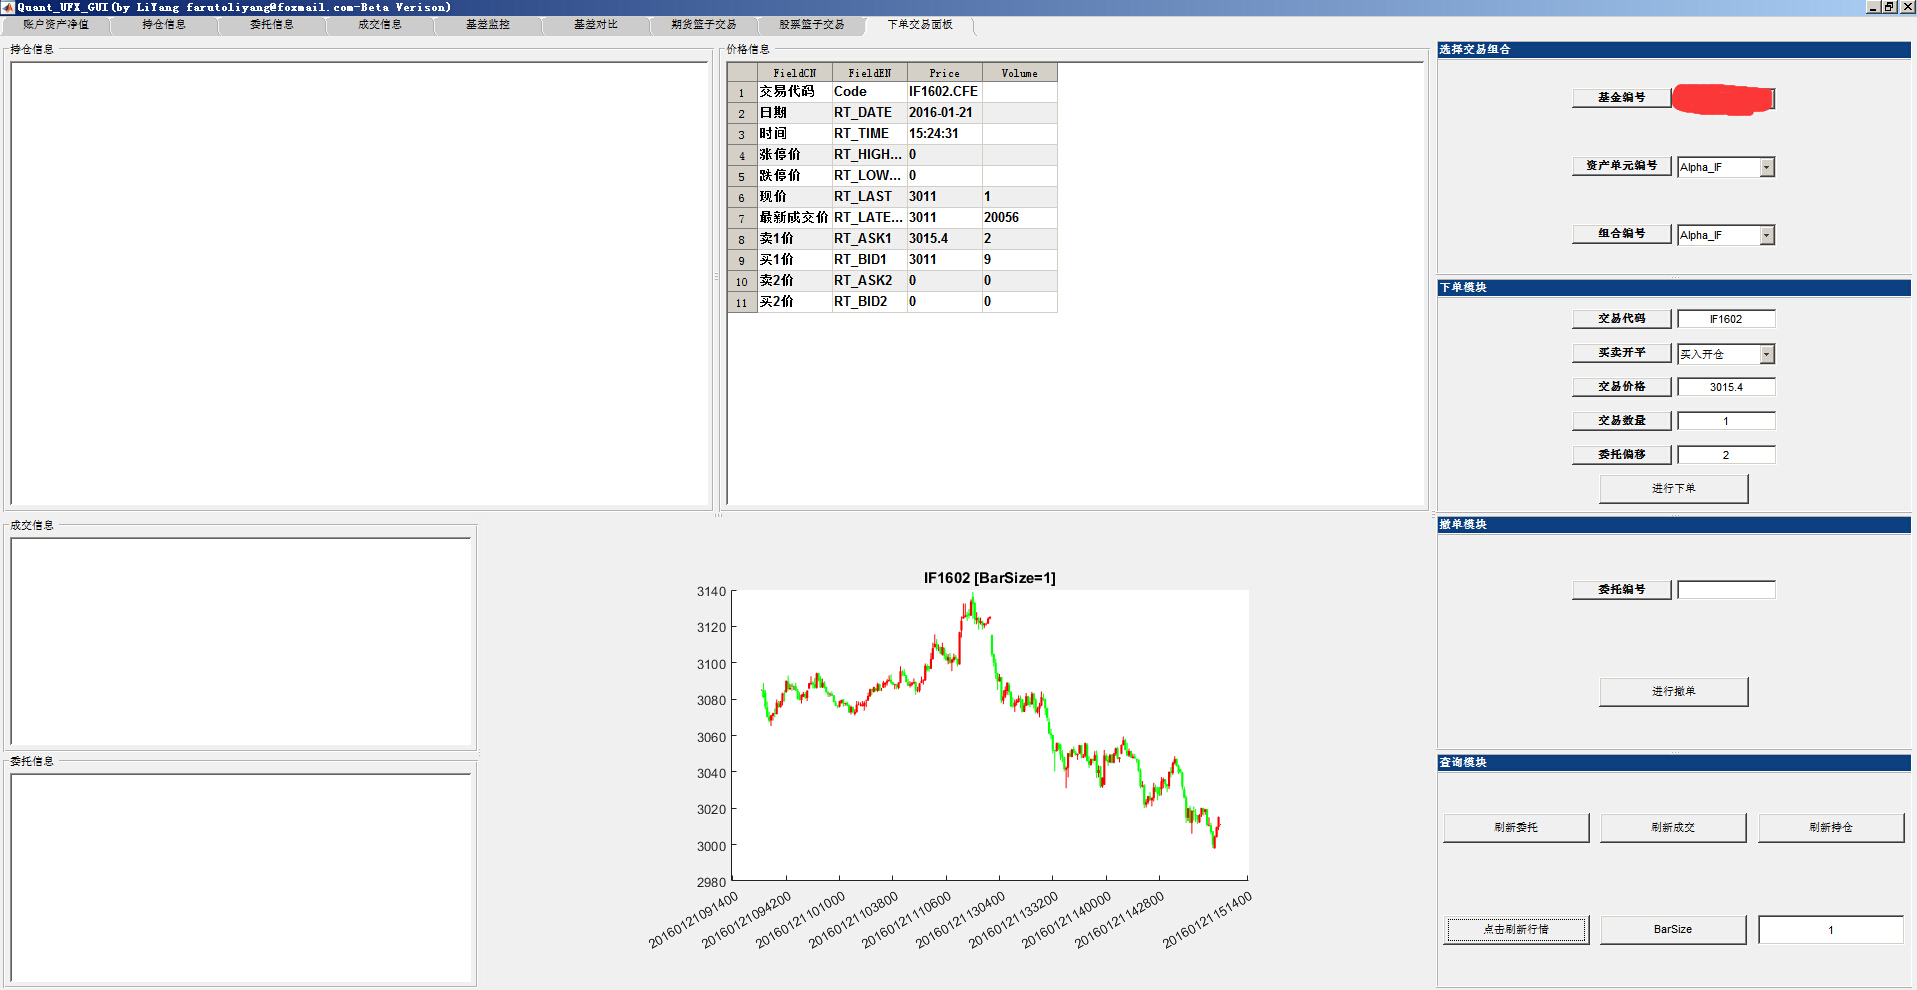 Quant_UFX_GUI(by LiYang farutoliyang@foxmail.com-Beta Verison)
账户资产净值 持仓信息 委托信息 成交信息 基差监控 基差对比 期货篮子交易 股票篮子交易 下单交易面板
持仓信息
价格信息
FieldCN FieldEN Price Volume
1 交易代码 Code IF1602.CFE
2 日期 RT_DATE 2016-01-21
3 时间 RT_TIME 15:24:31
4 涨停价 RT_HIGH... 0
5 跌停价 RT_LOW... 0
6 现价 RT_LAST 3011 1
7 最新成交价 RT_LATE... 3011 20056
8 卖1价 RT_ASK1 3015.4 2
9 买1价 RT_BID1 3011 9
10 卖2价 RT_ASK2 0 0
11 买2价 RT_BID2 0 0
选择交易组合
基金编号
资产单元编号 Alpha_IF
组合编号 Alpha_IF
下单模块
交易代码 IF1602
买卖开平 买入开仓
交易价格 3015.4
交易数量 1
委托偏移 2
进行下单
成交信息
委托信息
IF1602 [BarSize=1]
3140
3120
3100
3080
3060
3040
3020
3000
2980
20160121091400 20160121094200 20160121101000 20160121103800 20160121110600 20160121130400 20160121133200 20160121140000 20160121142800 20160121151400
撤单模块
委托编号
进行撤单
查询模块
刷新委托 刷新成交 刷新持仓
点击刷新行情 BarSize 1